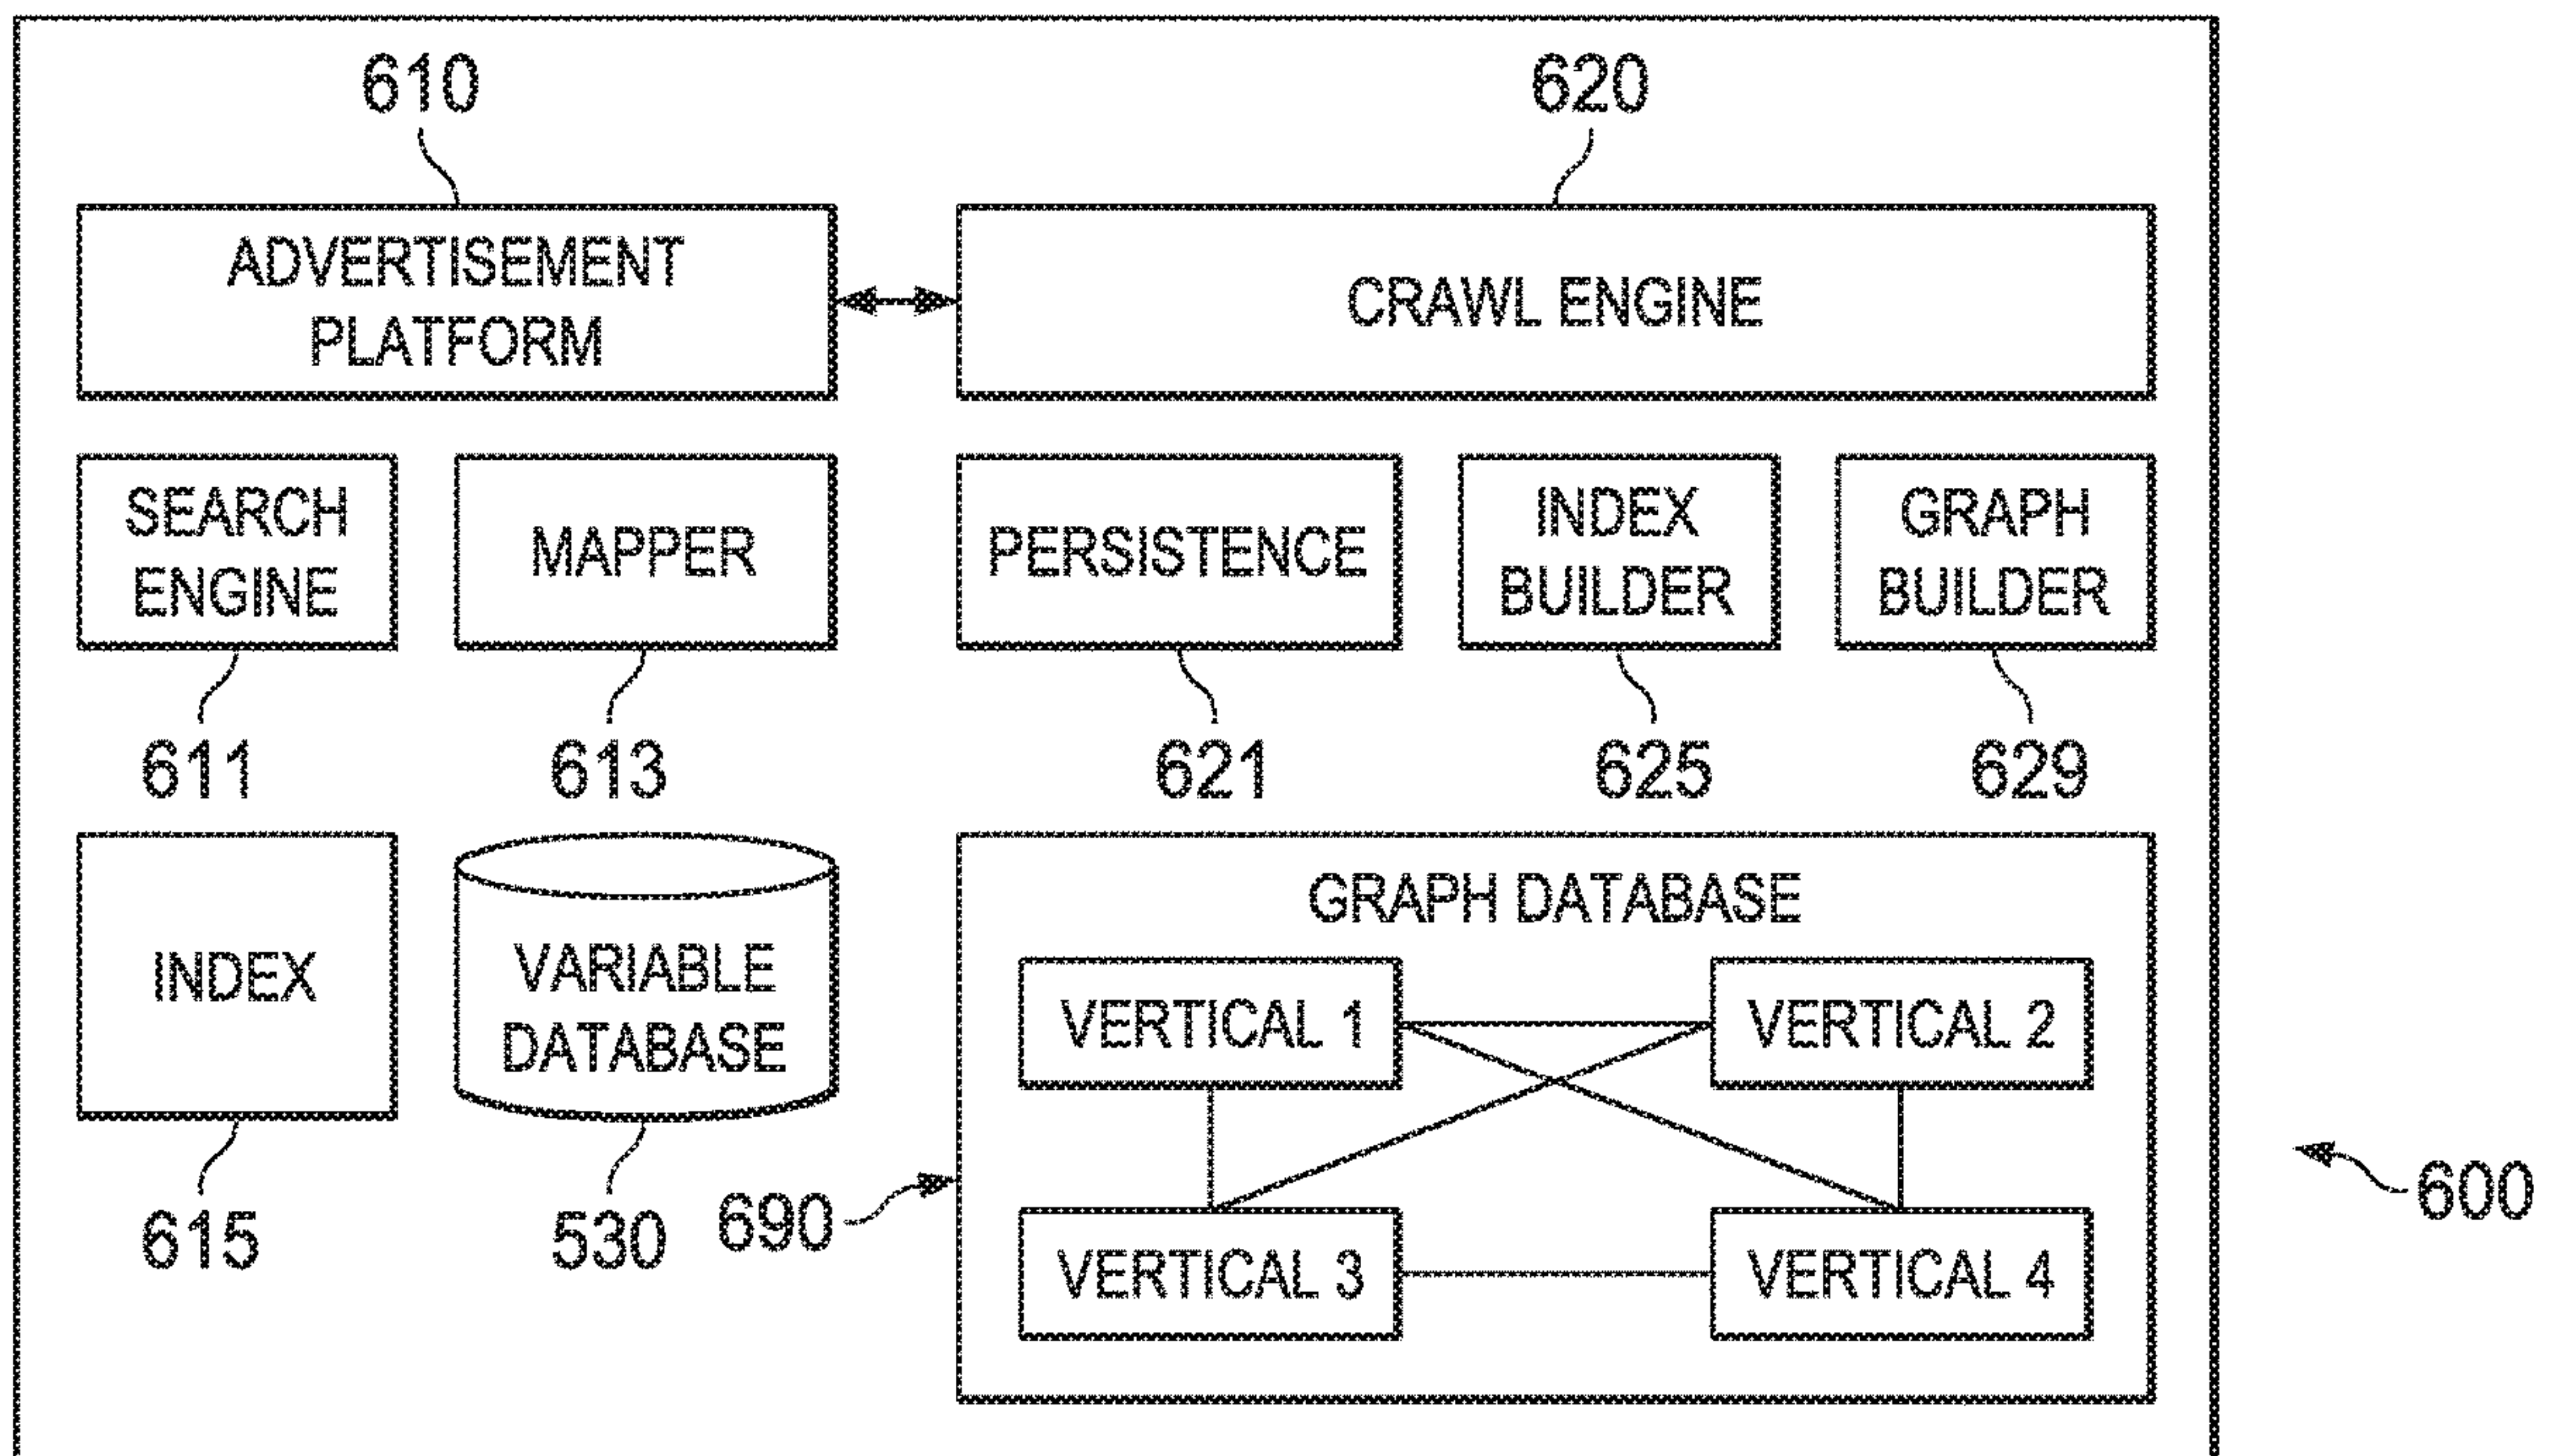 610
620
ADVERTISEMENT
PLATFORM
CRAWL ENGINE
SEARCH
ENGINE
MAPPER
PERSISTENCE
INDEX
BUILDER
GRAPH
BUILDER
611
613
621
625
629
INDEX
VARIABLE
DATABASE
GRAPH DATABASE
VERTICAL 1
VERTICAL 2
VERTICAL 3
VERTICAL 4
615
530
690
600